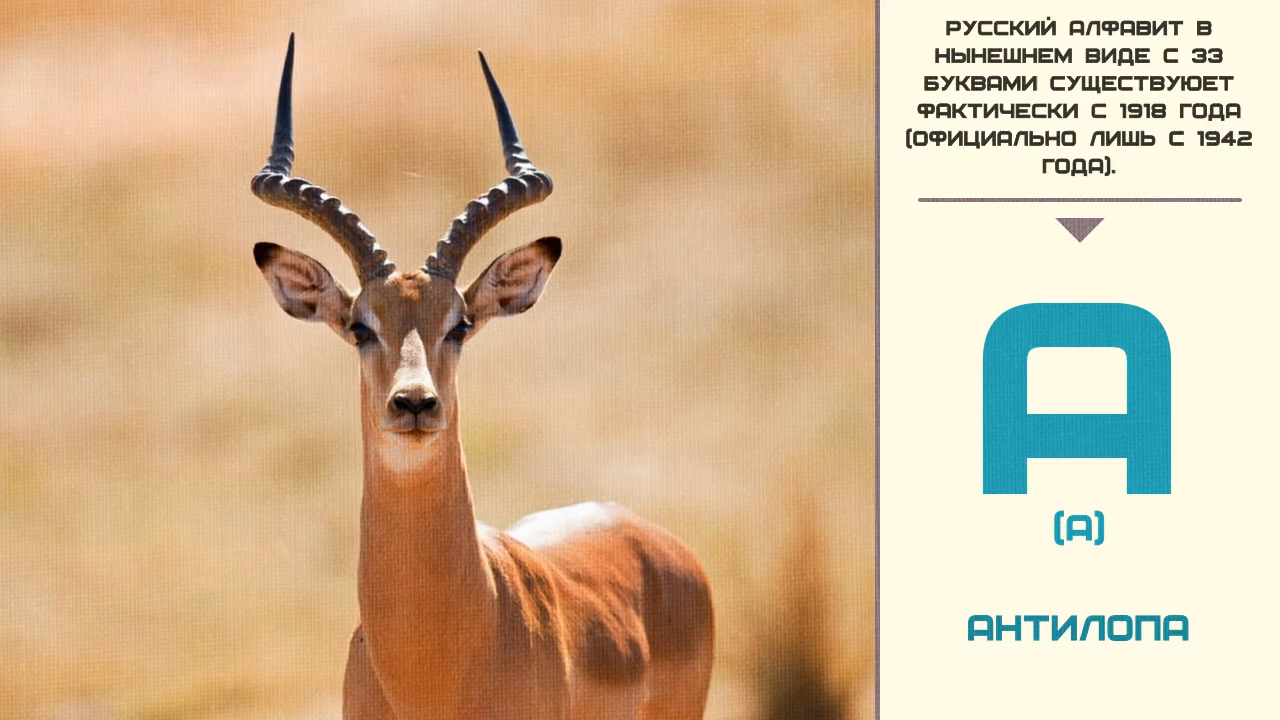 РУССКИЙ АЛФАВИТ В
НЫНЕШНЕМ ВИДЕ С 33
БУКВАМИ СУЩЕСТВУЮЕТ
ФАКТИЧЕСКИ С 1918 ГОДА
(ОФИЦИАЛЬНО ЛИШЬ С 1942
ГОДА).
А
(А)
АНТИЛОПА